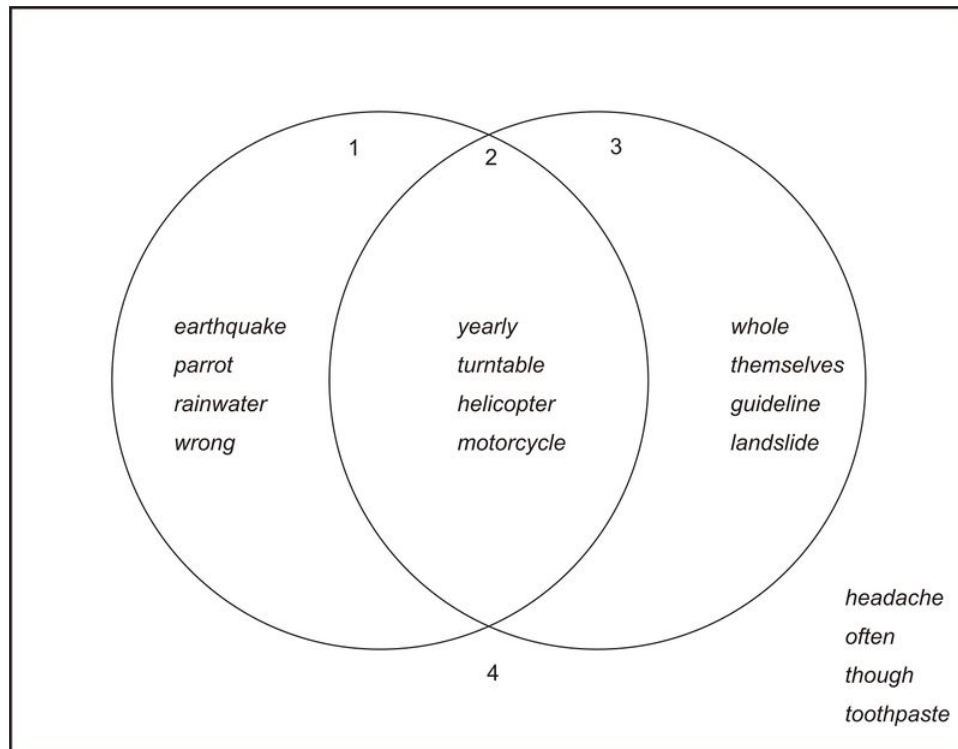 1
2
3
earthquake
parrot
rainwater
wrong
yearly
turntable
helicopter
motorcycle
whole
themselves
guideline
landslide
4
headache
often
though
toothpaste